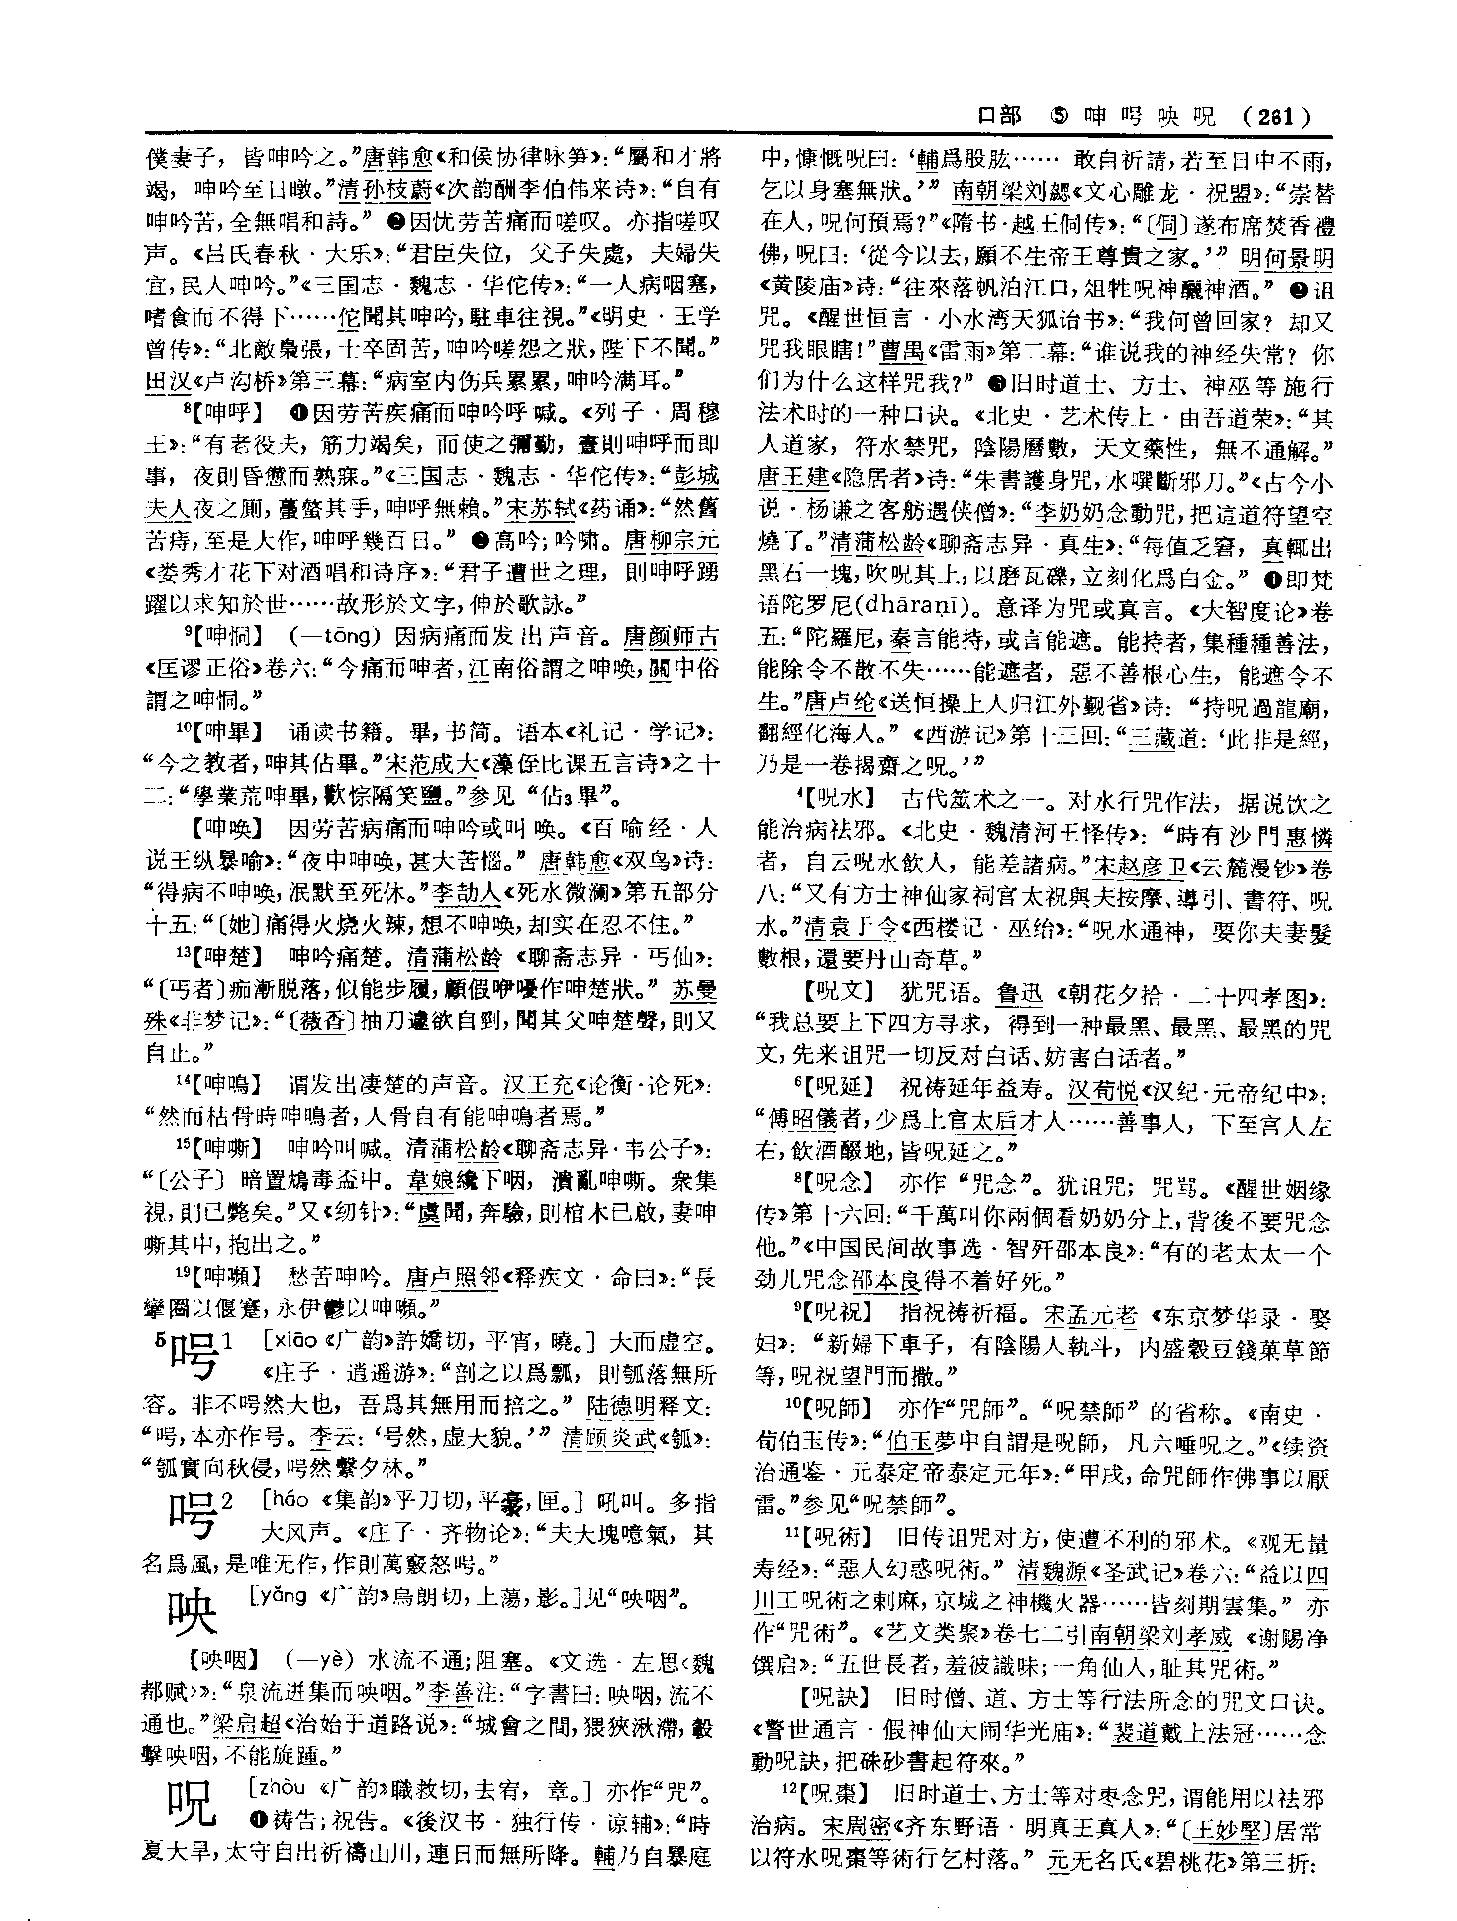 口部 ⑤ 呻 呺 咉 呪 (261)
僕妻子，皆呻吟之。”唐韩愈《和侯协律咏笋》：“屬和才將
竭，呻吟至日暾。”清孙枝蔚《次韵酬李伯伟来诗》：“自有
呻吟苦，全無唱和詩。” ❷因忧劳苦痛而嗟叹。亦指嗟叹
声。《吕氏春秋·大乐》：“君臣失位，父子失處，夫婦失
宜，民人呻吟。”《三国志·魏志·华佗传》：“一人病咽塞，
嗜食而不得下……佗聞其呻吟，駐車往視。”《明史·王学
曾传》：“北敵梟張，士卒固苦，呻吟嗟怨之狀，陛下不聞。”
田汉《卢沟桥》第三幕：“病室内伤兵累累，呻吟满耳。”
⁸【呻呼】 ❶因劳苦疾痛而呻吟呼喊。《列子·周穆
王》：“有老役夫，筋力竭矣，而使之彌勤，晝則呻呼而即
事，夜則昏憊而熟寐。”《三国志·魏志·华佗传》：“彭城
夫人夜之厠，蠆螫其手，呻呼無賴。”宋苏轼《药诵》：“然舊
苦痔，至是大作，呻呼幾百日。” ❷高吟；吟啸。唐柳宗元
《娄秀才花下对酒唱和诗序》：“君子遭世之理，則呻呼踴
躍以求知於世……故形於文字，伸於歌詠。”
⁹【呻恫】 （—tōng）因病痛而发出声音。唐颜师古
《匡谬正俗》卷六：“今痛而呻者，江南俗謂之呻唤，關中俗
謂之呻恫。”
¹⁰【呻畢】 诵读书籍。畢，书简。语本《礼记·学记》：
“今之教者，呻其佔畢。”宋范成大《藻侄比课五言诗》之十
二：“學業荒呻畢，歡悰隔笑鹽。”参见“佔₃畢”。
【呻唤】 因劳苦病痛而呻吟或叫唤。《百喻经·人
说王纵暴喻》：“夜中呻唤，甚大苦惱。” 唐韩愈《双鸟》诗：
“得病不呻唤，泯默至死休。”李劼人《死水微澜》第五部分
十五：“〔她〕痛得火烧火辣，想不呻唤，却实在忍不住。”
¹³【呻楚】 呻吟痛楚。清蒲松龄《聊斋志异·丐仙》：
“〔丐者〕痂漸脱落，似能步履，顧假咿嚘作呻楚狀。” 苏曼
殊《非梦记》：“〔薇香〕抽刀遽欲自剄，聞其父呻楚聲，則又
自止。”
¹⁴【呻鳴】 谓发出凄楚的声音。汉王充《论衡·论死》：
“然而枯骨時呻鳴者，人骨自有能呻鳴者焉。”
¹⁵【呻嘶】 呻吟叫喊。清蒲松龄《聊斋志异·韦公子》：
“〔公子〕暗置鴆毒盃中。韋娘纔下咽，潰亂呻嘶。衆集
視，則已斃矣。”又《纫针》：“虞聞，奔驗，則棺木已啟，妻呻
嘶其中，抱出之。”
¹⁹【呻嚬】 愁苦呻吟。唐卢照邻《释疾文·命曰》：“長
攣圈以偃蹇，永伊鬱以呻嚬。”
⁵呺¹ ［xiāo《广韵》許嬌切，平宵，曉。］大而虚空。
《庄子·逍遥游》：“剖之以爲瓢，則瓠落無所
容。非不呺然大也，吾爲其無用而掊之。” 陆德明释文：
“呺，本亦作号。李云：‘号然，虚大貌。’” 清顾炎武《瓠》：
“瓠實向秋侵，呺然繫夕林。”
呺² ［háo《集韵》乎刀切，平豪，匣。］吼叫。多指
大风声。《庄子·齐物论》：“夫大塊噫氣，其
名爲風，是唯无作，作則萬竅怒呺。”
咉 ［yǎng《广韵》烏朗切，上蕩，影。］见“咉咽”。
【咉咽】 （—yè）水流不通；阻塞。《文选·左思〈魏
都赋〉》：“泉流迸集而咉咽。”李善注：“字書曰：咉咽，流不
通也。”梁启超《治始于道路说》：“城會之間，猥狹湫滯，轂
擊咉咽，不能旋踵。”
呪 ［zhòu《广韵》職救切，去宥，章。］亦作“咒”。
❶祷告；祝告。《後汉书·独行传·谅辅》：“時
夏大旱，太守自出祈禱山川，連日而無所降。輔乃自暴庭
中，慷慨呪曰：‘輔爲股肱…… 敢自祈請，若至日中不雨，
乞以身塞無狀。’” 南朝梁刘勰《文心雕龙·祝盟》：“崇替
在人，呪何預焉？”《隋书·越王侗传》：“〔侗〕遂布席焚香禮
佛，呪曰：‘從今以去，願不生帝王尊貴之家。’” 明何景明
《黄陵庙》诗：“往來落帆泊江口，俎牲呪神釃神酒。” ❷诅
咒。《醒世恒言·小水湾天狐诒书》：“我何曾回家？却又
咒我眼瞎！”曹禺《雷雨》第二幕：“谁说我的神经失常？你
们为什么这样咒我？” ❸旧时道士、方士、神巫等施行
法术时的一种口诀。《北史·艺术传上·由吾道荣》：“其
人道家，符水禁咒，陰陽曆數，天文藥性，無不通解。”
唐王建《隐居者》诗：“朱書護身咒，水噀斷邪刀。”《古今小
说·杨谦之客舫遇侠僧》：“李奶奶念動咒，把這道符望空
燒了。”清蒲松龄《聊斋志异·真生》：“每值乏窘，真輒出
黑石一塊，吹呪其上，以磨瓦礫，立刻化爲白金。” ❹即梵
语陀罗尼（dhāraṇī）。意译为咒或真言。《大智度论》卷
五：“陀羅尼，秦言能持，或言能遮。能持者，集種種善法，
能除令不散不失……能遮者，惡不善根心生，能遮令不
生。”唐卢纶《送恒操上人归江外觐省》诗：“持呪過龍廟，
翻經化海人。” 《西游记》第十三回：“三藏道：‘此非是經，
乃是一卷揭齋之呪。’”
⁴【呪水】 古代巫术之一。对水行咒作法，据说饮之
能治病祛邪。《北史·魏清河王怿传》：“時有沙門惠憐
者，自云呪水飲人，能差諸病。”宋赵彦卫《云麓漫钞》卷
八：“又有方士神仙家祠官太祝與夫按摩、導引、書符、呪
水。”清袁于令《西楼记·巫绐》：“呪水通神，要你夫妻髮
數根，還要丹山奇草。”
【呪文】 犹咒语。鲁迅《朝花夕拾·二十四孝图》：
“我总要上下四方寻求，得到一种最黑、最黑、最黑的咒
文，先来诅咒一切反对白话、妨害白话者。”
⁶【呪延】 祝祷延年益寿。汉荀悦《汉纪·元帝纪中》：
“傅昭儀者，少爲上官太后才人……善事人，下至宫人左
右，飲酒醊地，皆呪延之。”
⁸【呪念】 亦作“咒念”。犹诅咒；咒骂。《醒世姻缘
传》第十六回：“千萬叫你兩個看奶奶分上，背後不要咒念
他。”《中国民间故事选·智歼邵本良》：“有的老太太一个
劲儿咒念邵本良得不着好死。”
⁹【呪祝】 指祝祷祈福。宋孟元老《东京梦华录·娶
妇》：“新婦下車子，有陰陽人執斗，内盛穀豆錢菓草節
等，呪祝望門而撒。”
¹⁰【呪師】 亦作“咒師”。“呪禁師”的省称。《南史·
荀伯玉传》：“伯玉夢中自謂是呪師，凡六唾呪之。”《续资
治通鉴·元泰定帝泰定元年》：“甲戌，命咒師作佛事以厭
雷。”参见“呪禁師”。
¹¹【呪術】 旧传诅咒对方，使遭不利的邪术。《观无量
寿经》：“惡人幻惑呪術。” 清魏源《圣武记》卷六：“益以四
川工呪術之剌麻，京城之神機火器……皆刻期雲集。” 亦
作“咒術”。《艺文类聚》卷七二引南朝梁刘孝威《谢赐净
馔启》：“五世長者，羞彼識味；一角仙人，耻其咒術。”
【呪訣】 旧时僧、道、方士等行法所念的咒文口诀。
《警世通言·假神仙大闹华光庙》：“裴道戴上法冠……念
動呪訣，把硃砂書起符來。”
¹²【呪棗】 旧时道士、方士等对枣念咒，谓能用以祛邪
治病。宋周密《齐东野语·明真王真人》：“〔王妙堅〕居常
以符水呪棗等術行乞村落。” 元无名氏《碧桃花》第三折：